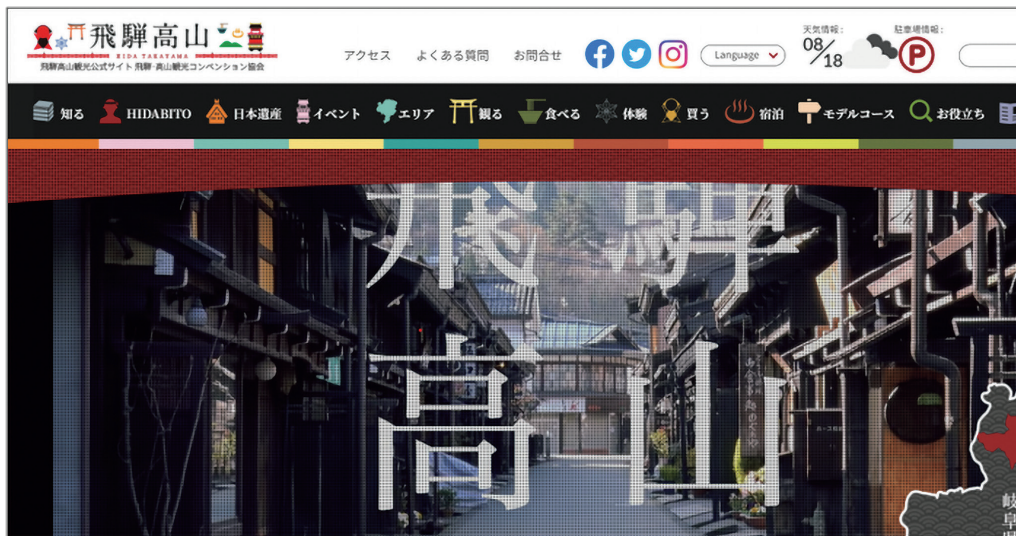 飛騨高山
HIDA TAKAYAMA
飛騨高山観光公式サイト 飛騨・高山観光コンベンション協会
アクセス よくある質問 お問合せ
Language
天気情報:
08/18
駐車場情報:
P
知る HIDABITO 日本遺産 イベント エリア 観る 食べる 体験 買う 宿泊 モデルコース お役立ち
飛騨
高山
岐阜